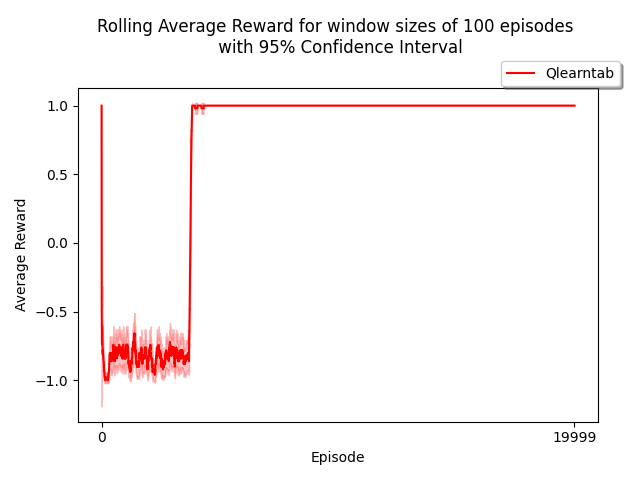 Rolling Average Reward for window sizes of 100 episodes
with 95% Confidence Interval
Qlearntab
1.0
0.5
0.0
−0.5
−1.0
Average Reward
0
19999
Episode